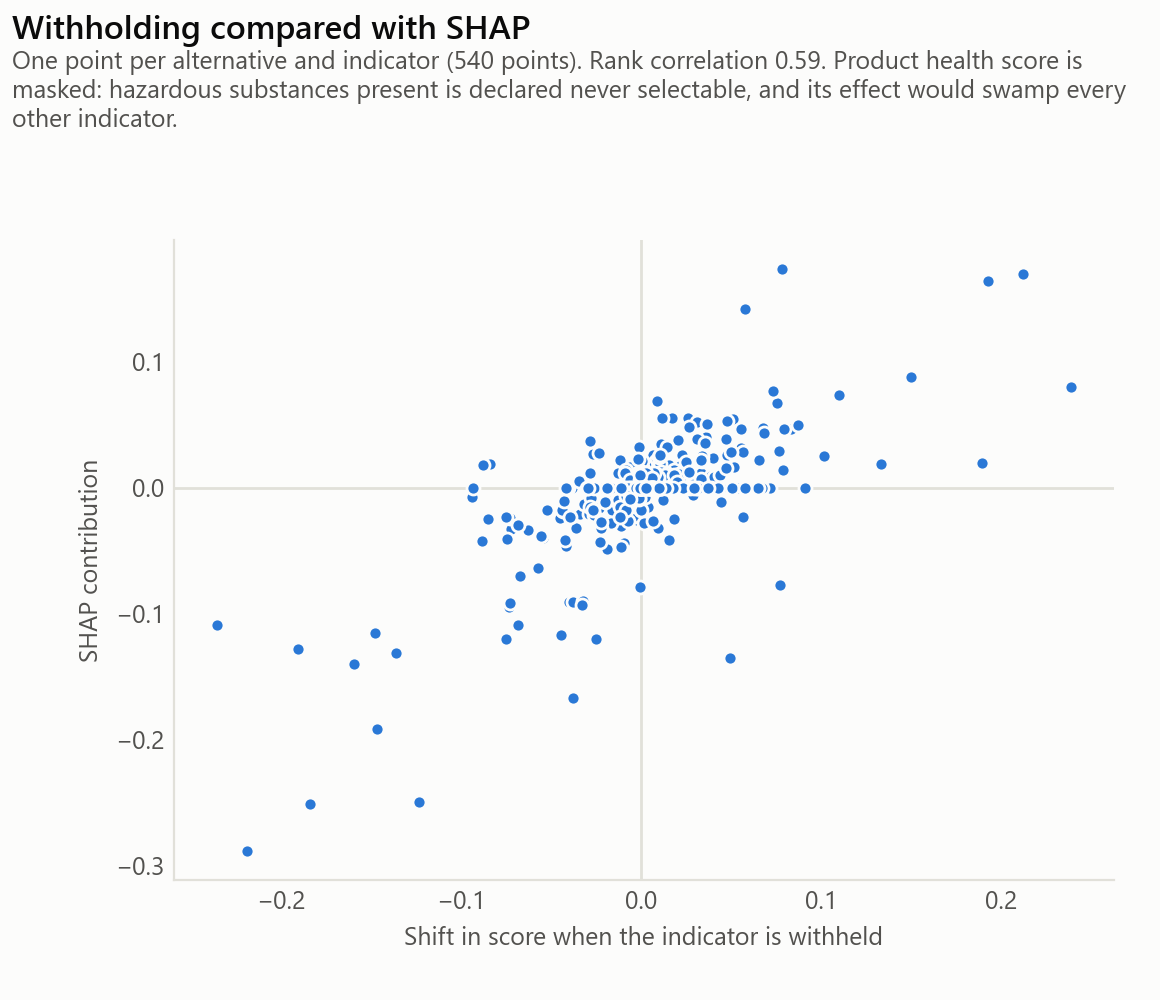 Withholding compared with SHAP
One point per alternative and indicator (540 points). Rank correlation 0.59. Product health score is
masked: hazardous substances present is declared never selectable, and its effect would swamp every
other indicator.
SHAP contribution
0.1
0.0
−0.1
−0.2
−0.3
−0.2
−0.1
0.0
0.1
0.2
Shift in score when the indicator is withheld